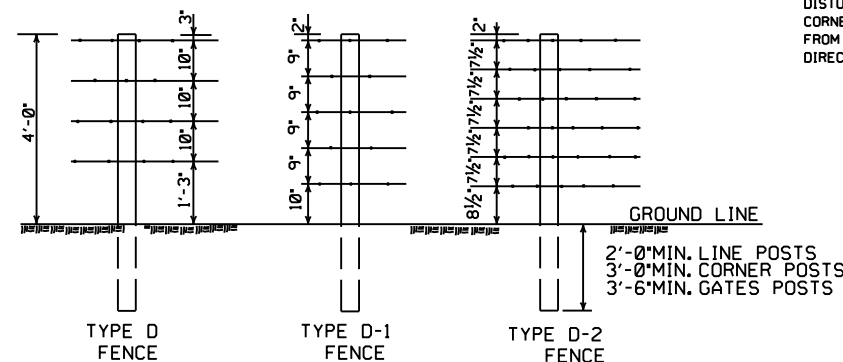 DISTU
CORNE
FROM
DIREC
4'-0"
3"
10"
10"
10"
1'-3"
2"
9"
9"
9"
9"
10"
2"
7½"
7½"
7½"
7½"
7½"
8½"
GROUND LINE
2'-0"MIN. LINE POSTS
3'-0"MIN. CORNER POSTS
3'-6"MIN. GATES POSTS
TYPE D
FENCE
TYPE D-1
FENCE
TYPE D-2
FENCE